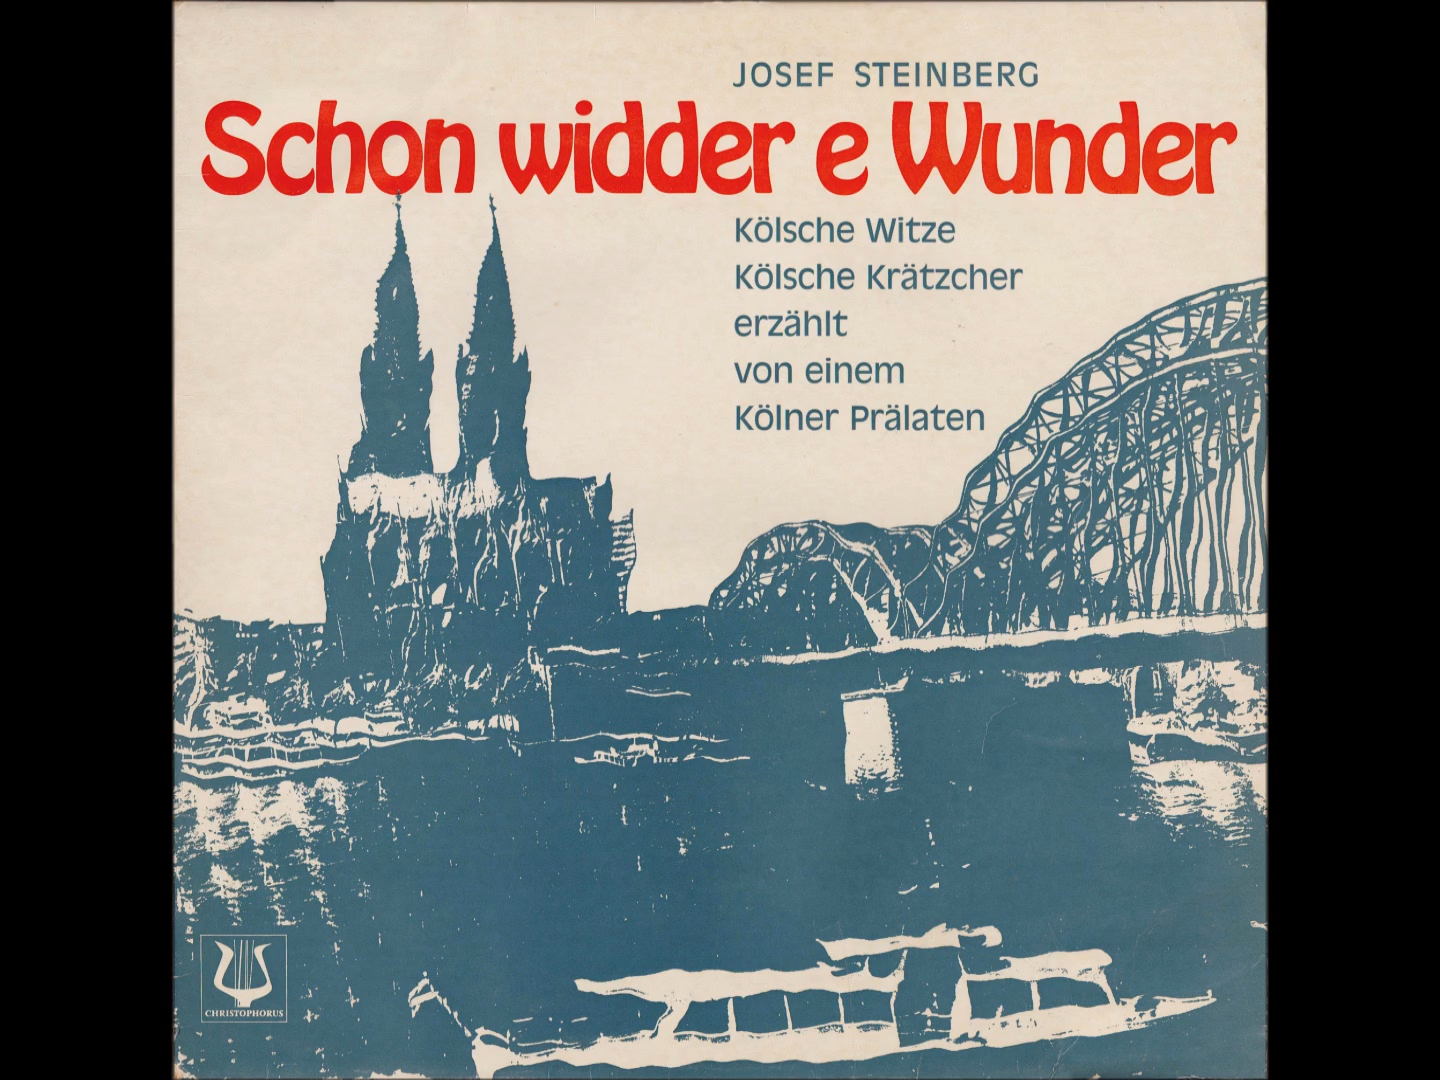 JOSEF STEINBERG
Schon widder e Wunder
Kölsche Witze
Kölsche Krätzcher
erzählt
von einem
Kölner Prälaten
CHRISTOPHORUS